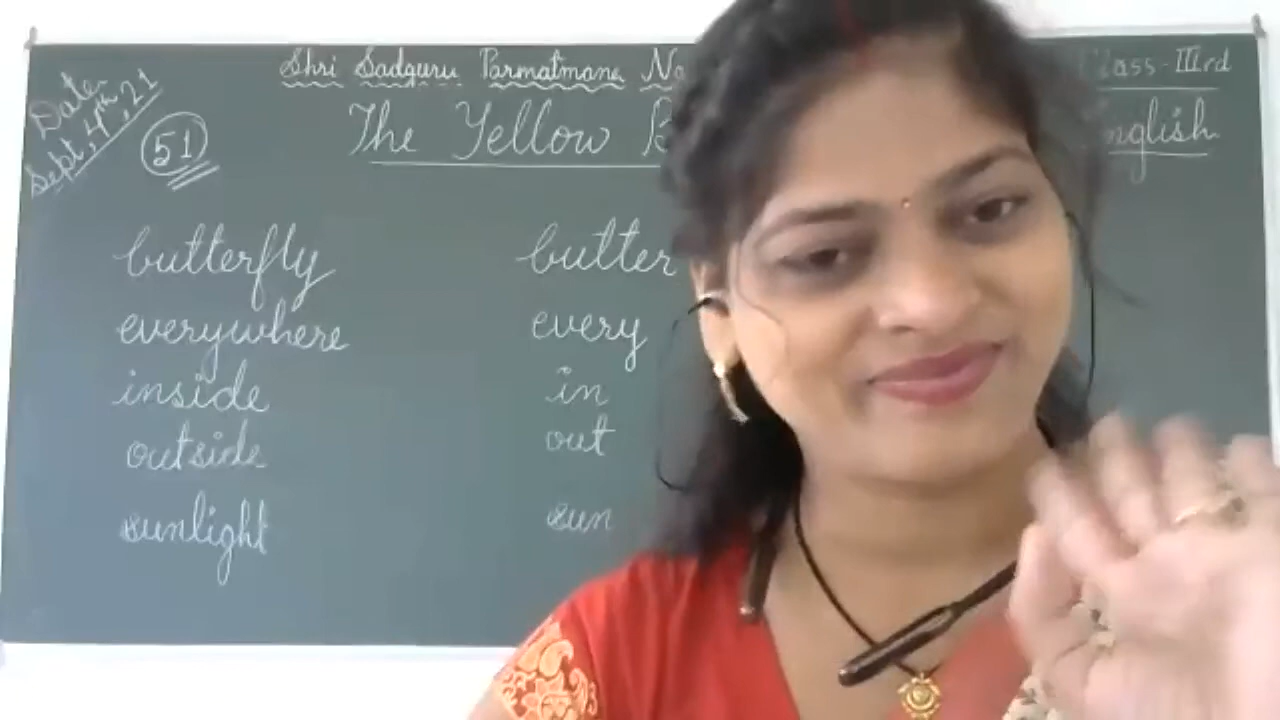 Shri Sadguru Parmatmane Na
Class-IIIrd
Date
Sept, 4th, 21
51
The Yellow B
English
butterfly butter
everywhere every
inside in
outside out
sunlight sun